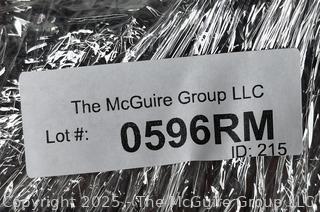 The McGuire Group LLC
Lot #: 0596RM
ID: 215
Copyright 2025 - The McGuire Group LLC